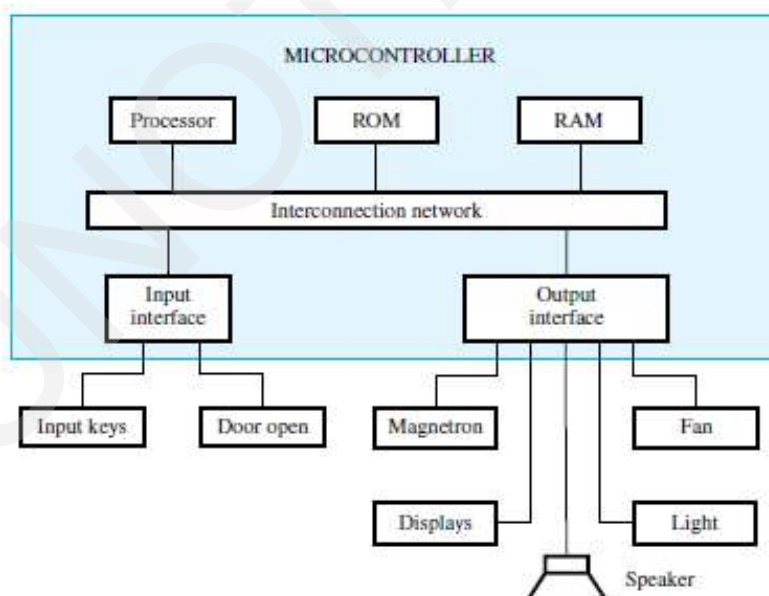 MICROCONTROLLER
Processor
ROM
RAM
Interconnection network
Input
interface
Output
interface
Input keys
Door open
Magnetron
Fan
Displays
Light
Speaker